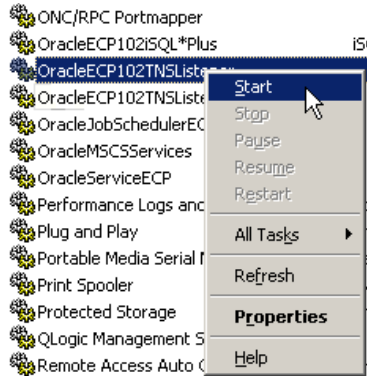 ONC/RPC Portmapper
OracleECP102iSQL*Plus
OracleECP102TNSListener
OracleECP102TNSListe
OracleJobSchedulerEC
OracleMSCSServices
OracleServiceECP
Performance Logs and
Plug and Play
Portable Media Serial
Print Spooler
Protected Storage
QLogic Management S
Remote Access Auto
Start
Stop
Pause
Resume
Restart
All Tasks
Refresh
Properties
Help